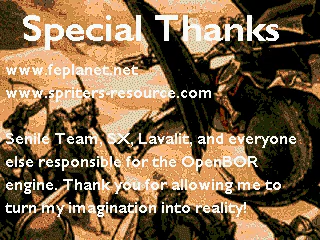 Special Thanks
www.feplanet.net
www.spriters-resource.com
Senile Team, SX, Lavalit, and everyone
else responsible for the OpenBOR
engine. Thank you for allowing me to
turn my imagination into reality!